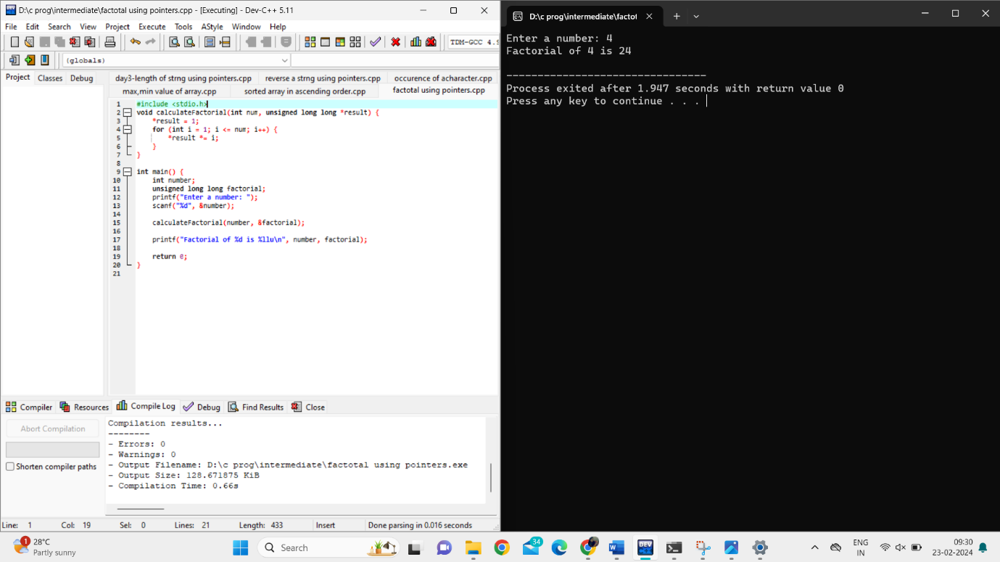 D:\c prog\intermediate\factotal using pointers.cpp - [Executing] - Dev-C++ 5.11
File Edit Search View Project Execute Tools AStyle Window Help
TDM-GCC 4.9
(globals)
Project Classes Debug
day3-length of strng using pointers.cpp reverse a strng using pointers.cpp occurence of acharacter.cpp
max,min value of array.cpp sorted array in ascending order.cpp factotal using pointers.cpp
1 #include <stdio.h>
2 void calculateFactorial(int num, unsigned long long *result) {
3 *result = 1;
4 for (int i = 1; i <= num; i++) {
5 *result *= i;
6 }
7 }
8
9 int main() {
10 int number;
11 unsigned long long factorial;
12 printf("Enter a number: ");
13 scanf("%d", &number);
14
15 calculateFactorial(number, &factorial);
16
17 printf("Factorial of %d is %llu\n", number, factorial);
18
19 return 0;
20 }
21
Compiler Resources Compile Log Debug Find Results Close
Abort Compilation
Shorten compiler paths
Compilation results...
--------
- Errors: 0
- Warnings: 0
- Output Filename: D:\c prog\intermediate\factotal using pointers.exe
- Output Size: 128.671875 KiB
- Compilation Time: 0.66s
Line: 1 Col: 19 Sel: 0 Lines: 21 Length: 433 Insert Done parsing in 0.016 seconds
D:\c prog\intermediate\factot
Enter a number: 4
Factorial of 4 is 24
--------------------------------
Process exited after 1.947 seconds with return value 0
Press any key to continue . . .
1
28°C
Partly sunny
Search
34
DEV
ENG
IN
09:30
23-02-2024